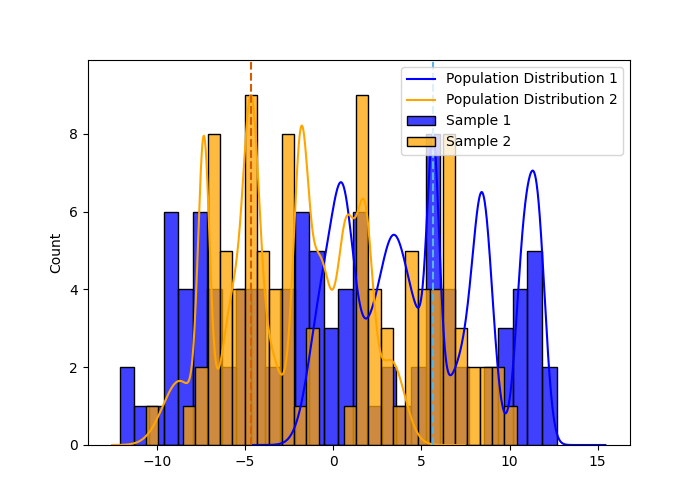 Population Distribution 1
Population Distribution 2
Sample 1
Sample 2
Count
8
6
4
2
0
−10
−5
0
5
10
15